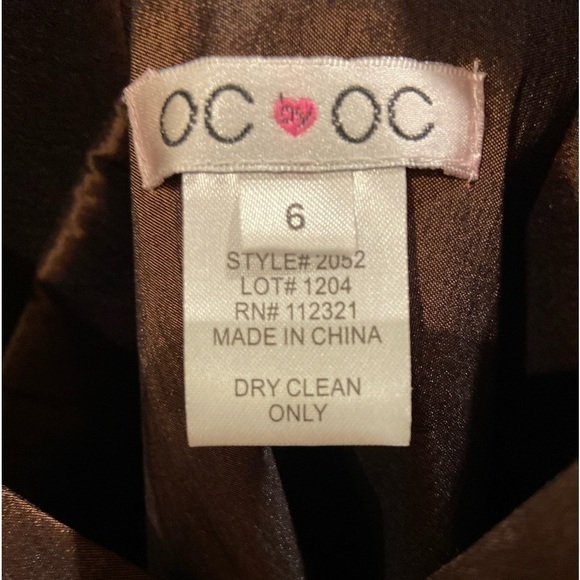 OC by OC
6
STYLE# 2052
LOT# 1204
RN# 112321
MADE IN CHINA
DRY CLEAN
ONLY